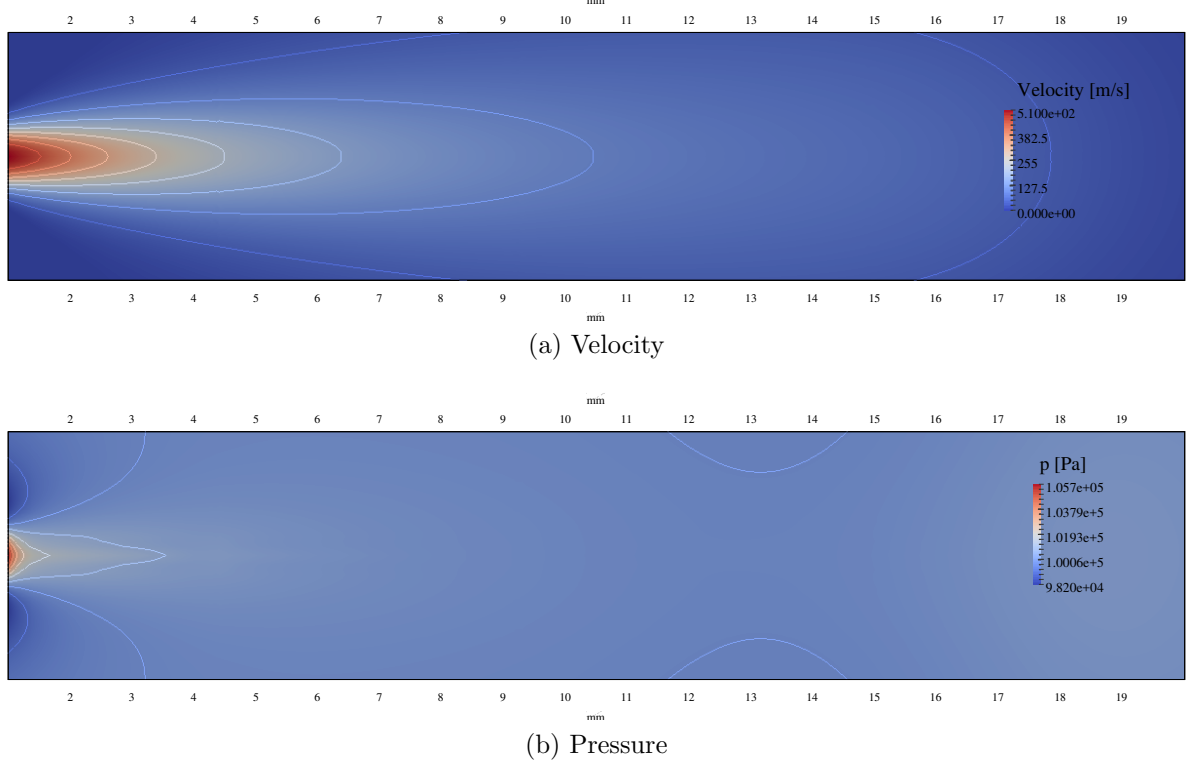 mm
2 3 4 5 6 7 8 9 10 11 12 13 14 15 16 17 18 19
Velocity [m/s]
5.100e+02
382.5
255
127.5
0.000e+00
2 3 4 5 6 7 8 9 10 11 12 13 14 15 16 17 18 19
mm
(a) Velocity
mm
2 3 4 5 6 7 8 9 10 11 12 13 14 15 16 17 18 19
p [Pa]
1.057e+05
1.0379e+5
1.0193e+5
1.0006e+5
9.820e+04
2 3 4 5 6 7 8 9 10 11 12 13 14 15 16 17 18 19
mm
(b) Pressure